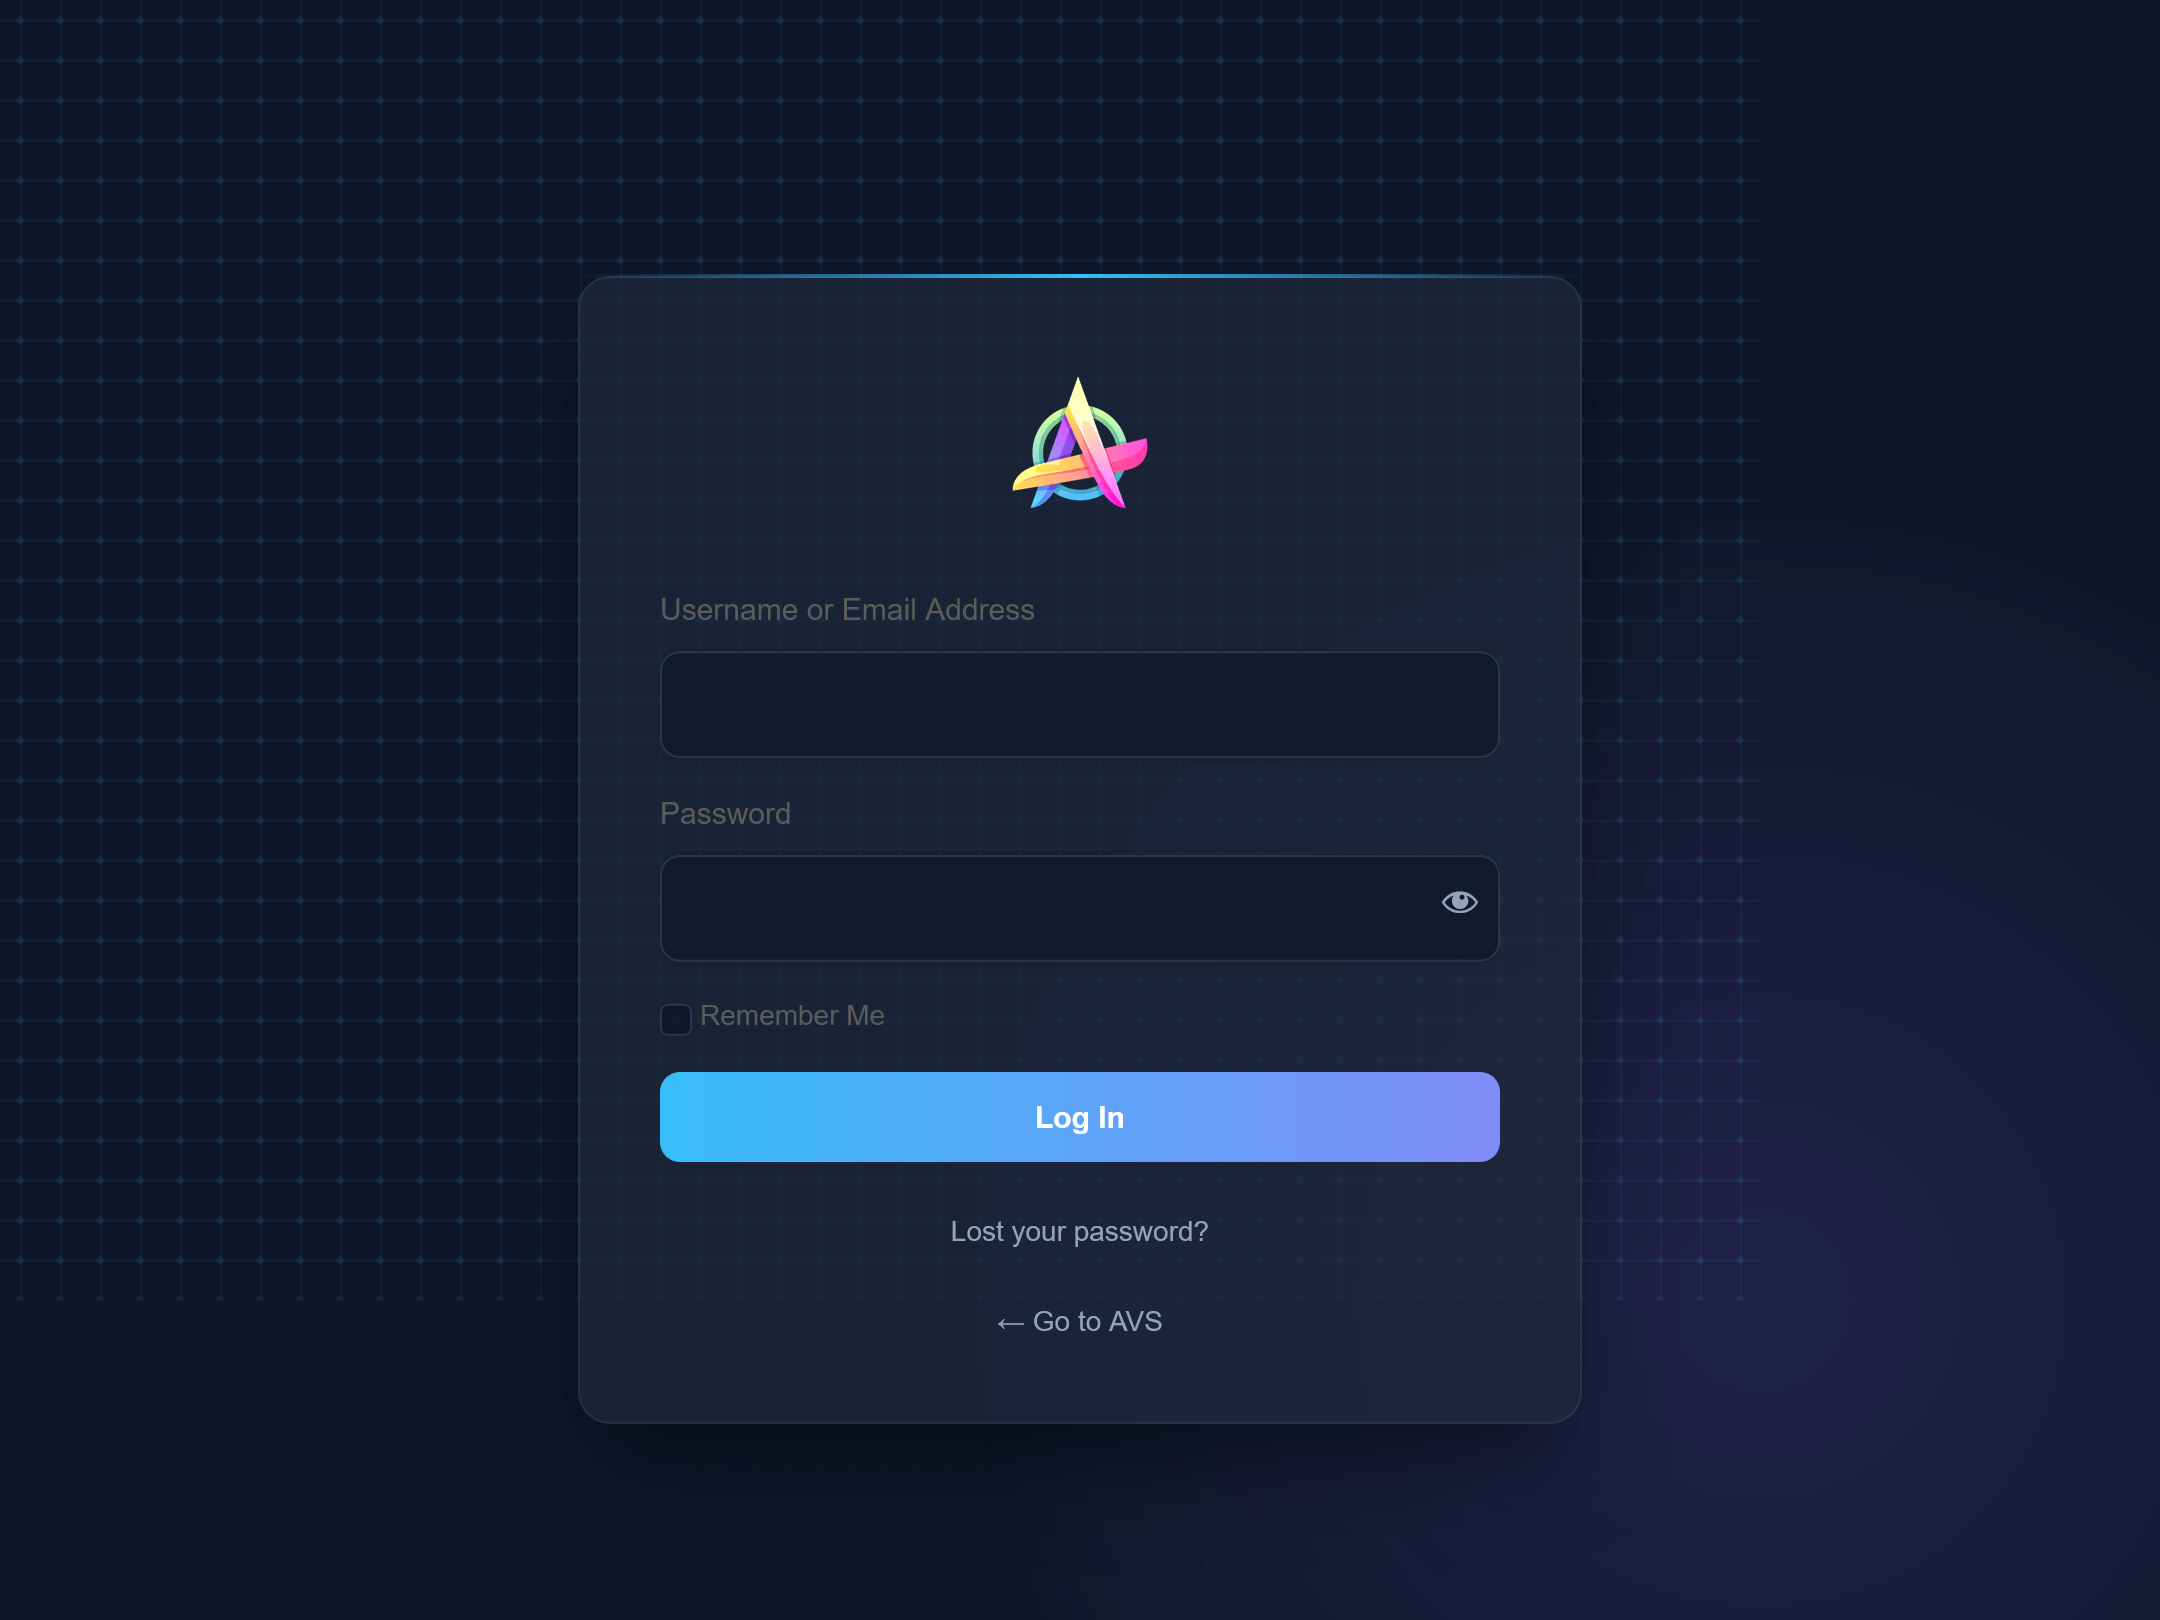 Username or Email Address
Password
Remember Me
Log In
Lost your password?
← Go to AVS